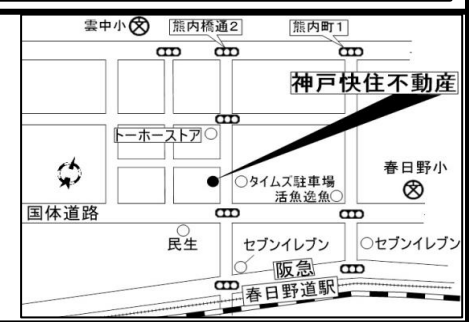 雲中小
熊内橋通2
熊内町1
神戸快住不動産
トーホーストア
タイムズ駐車場
活魚逸魚
春日野小
国体道路
民生
セブンイレブン
セブンイレブン
阪急
春日野道駅